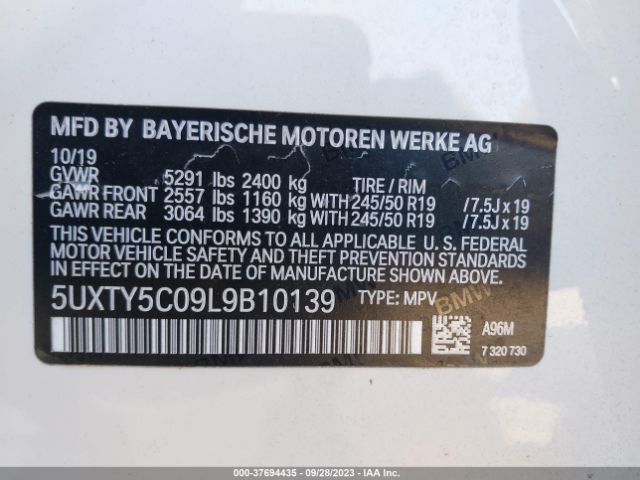 MFD BY BAYERISCHE MOTOREN WERKE AG
10/19
GVWR 5291 lbs 2400 kg TIRE / RIM
GAWR FRONT 2557 lbs 1160 kg WITH 245/50 R19 /7.5J x 19
GAWR REAR 3064 lbs 1390 kg WITH 245/50 R19 /7.5J x 19
THIS VEHICLE CONFORMS TO ALL APPLICABLE U. S. FEDERAL
MOTOR VEHICLE SAFETY AND THEFT PREVENTION
STANDARDS IN EFFECT ON THE DATE OF MANUFACTURE SHOWN ABOVE.
5UXTY5C09L9B10139 TYPE: MPV
A96M
7 320 730
BMW
BMW
000-37694435 - 09/28/2023 - IAA Inc.